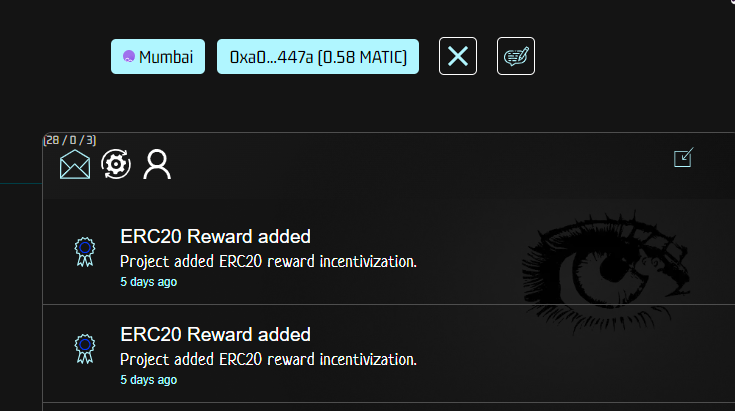 Mumbai
0xa0...447a (0.58 MATIC)
(28 / 0 / 3)
ERC20 Reward added
Project added ERC20 reward incentivization.
5 days ago
ERC20 Reward added
Project added ERC20 reward incentivization.
5 days ago